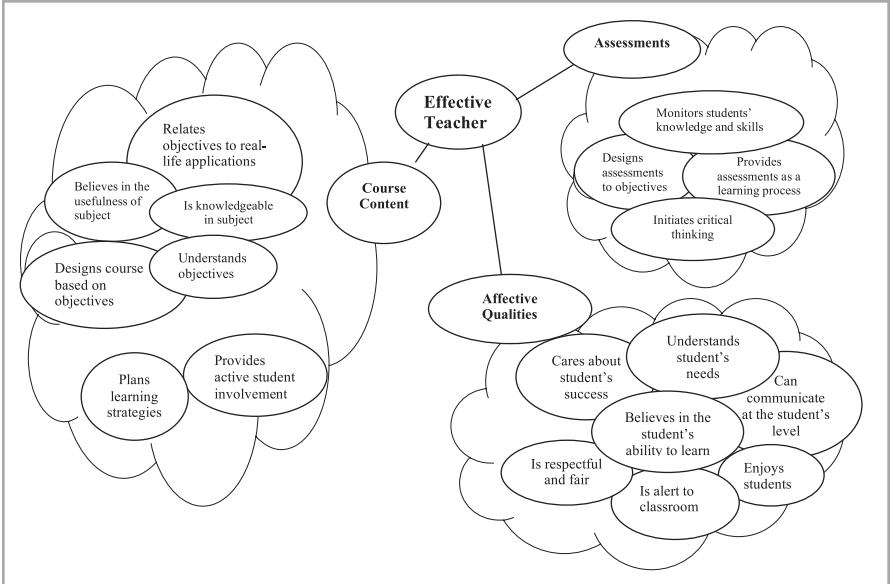 Assessments
Effective
Teacher
Monitors students'
knowledge and skills
Designs
assessments
to objectives
Provides
assessments as a
learning process
Initiates critical
thinking
Course
Content
Relates
objectives to real-
life applications
Believes in the
usefulness of
subject
Is knowledgeable
in subject
Understands
objectives
Designs course
based on
objectives
Provides
active student
involvement
Plans
learning
strategies
Affective
Qualities
Cares about
student's
success
Understands
student's
needs
Can
communicate
at the student's
level
Believes in the
student's
ability to learn
Is respectful
and fair
Is alert to
classroom
Enjoys
students